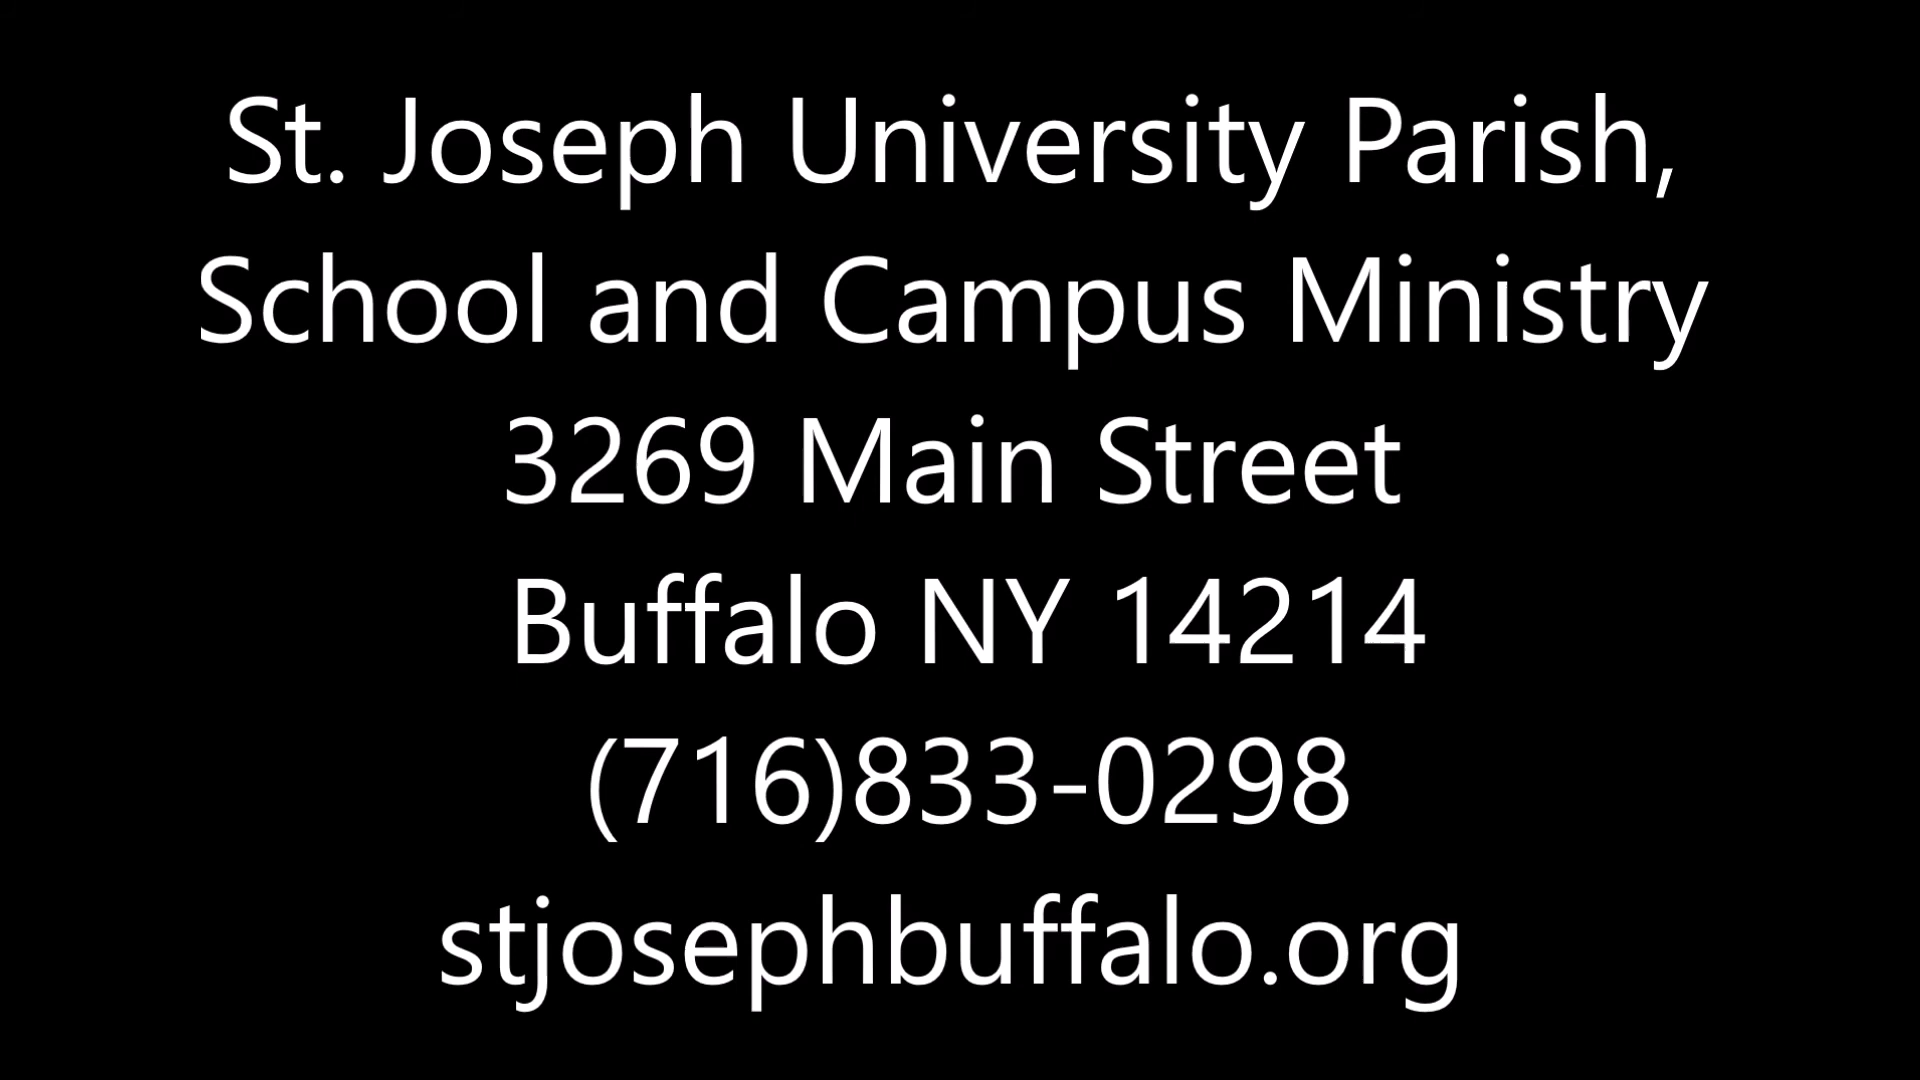 St. Joseph University Parish,
School and Campus Ministry
3269 Main Street
Buffalo NY 14214
(716)833-0298
stjosephbuffalo.org